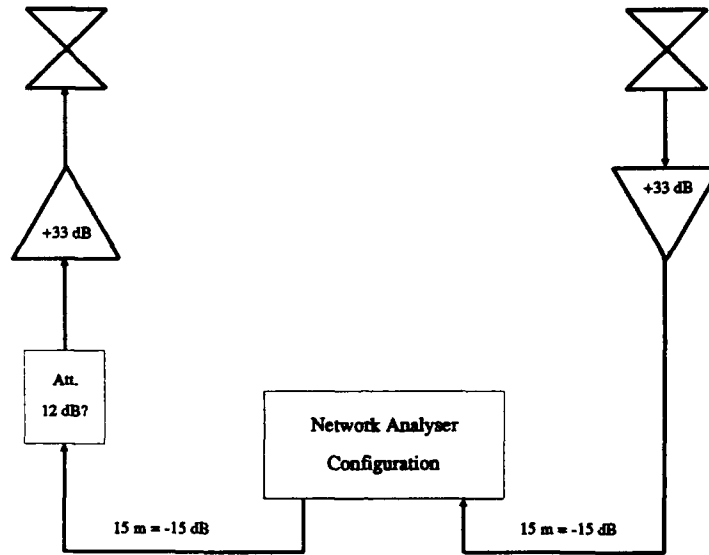 +33 dB
+33 dB
Att.
12 dB?
Network Analyser
Configuration
15 m = -15 dB
15 m = -15 dB